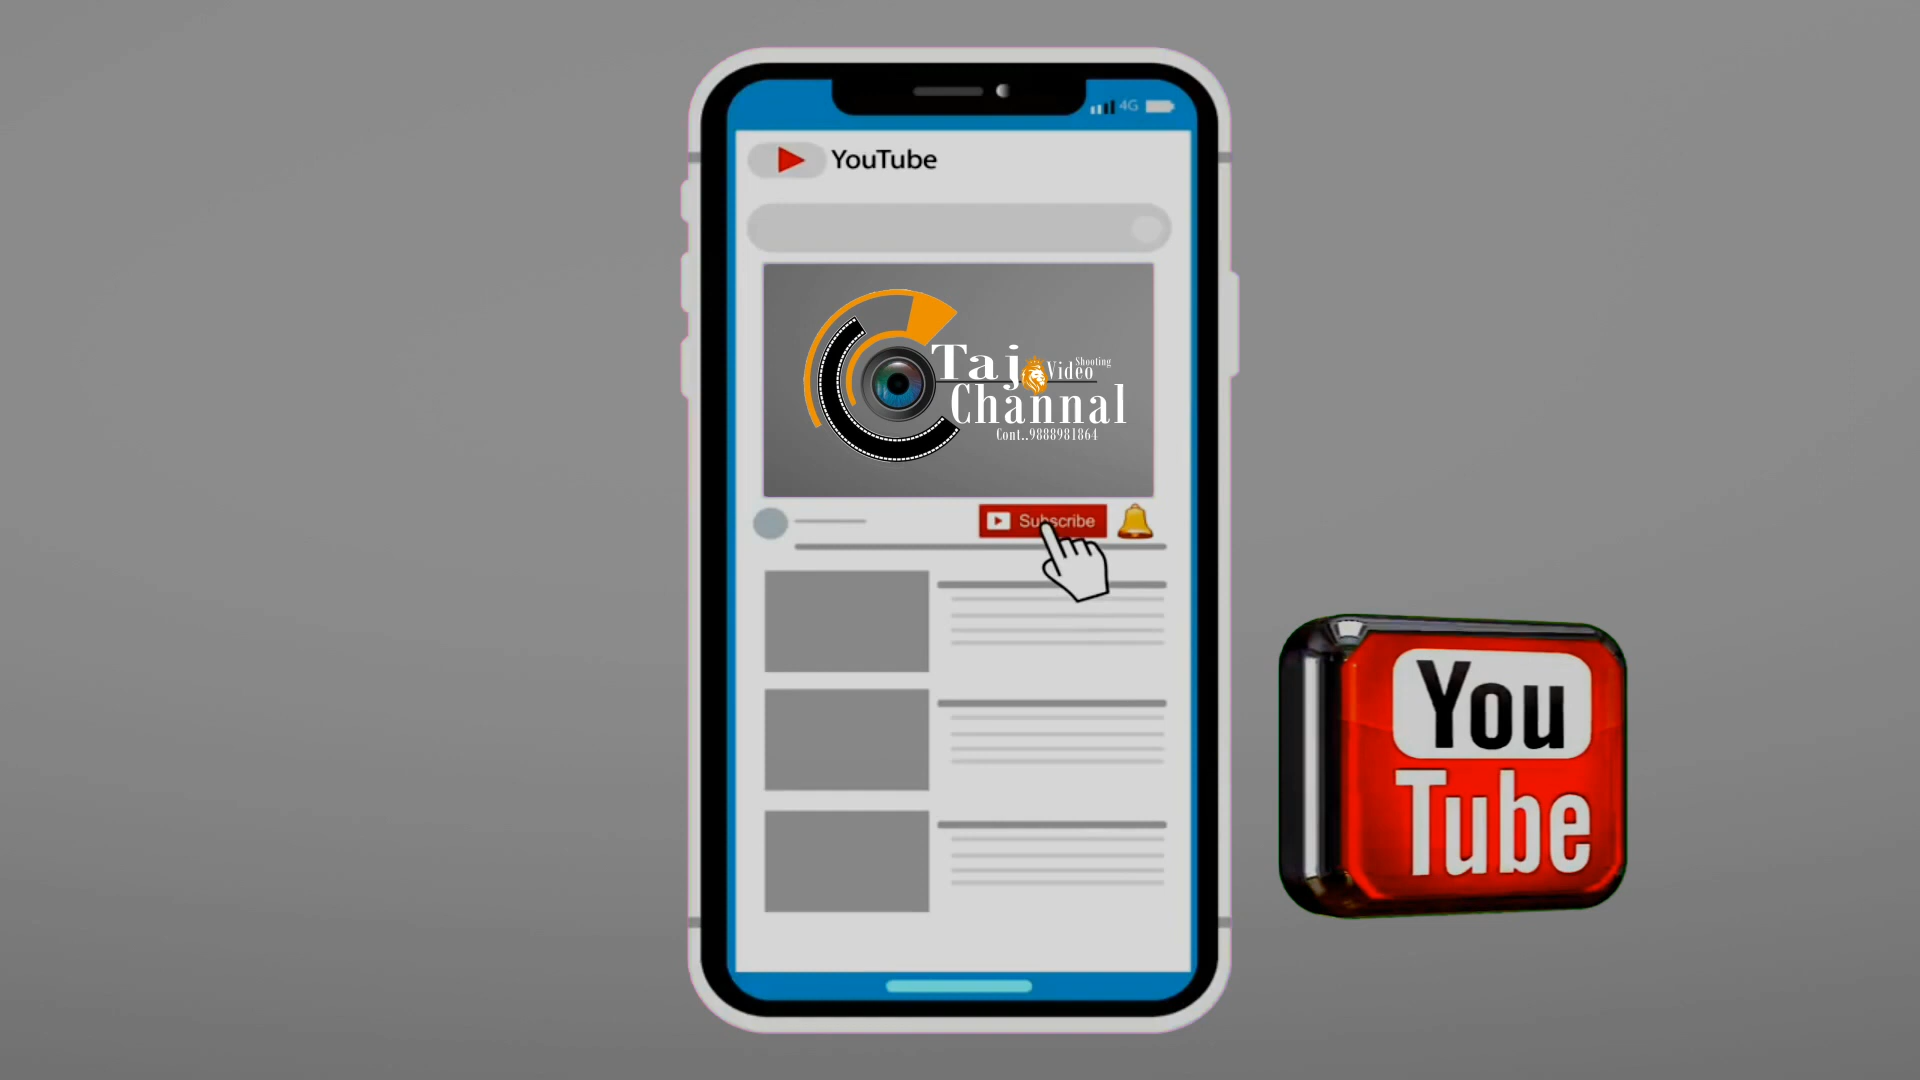 4G
YouTube
Taj Video Shooting
Channal
Cont..9888981864
Subscribe
You
Tube